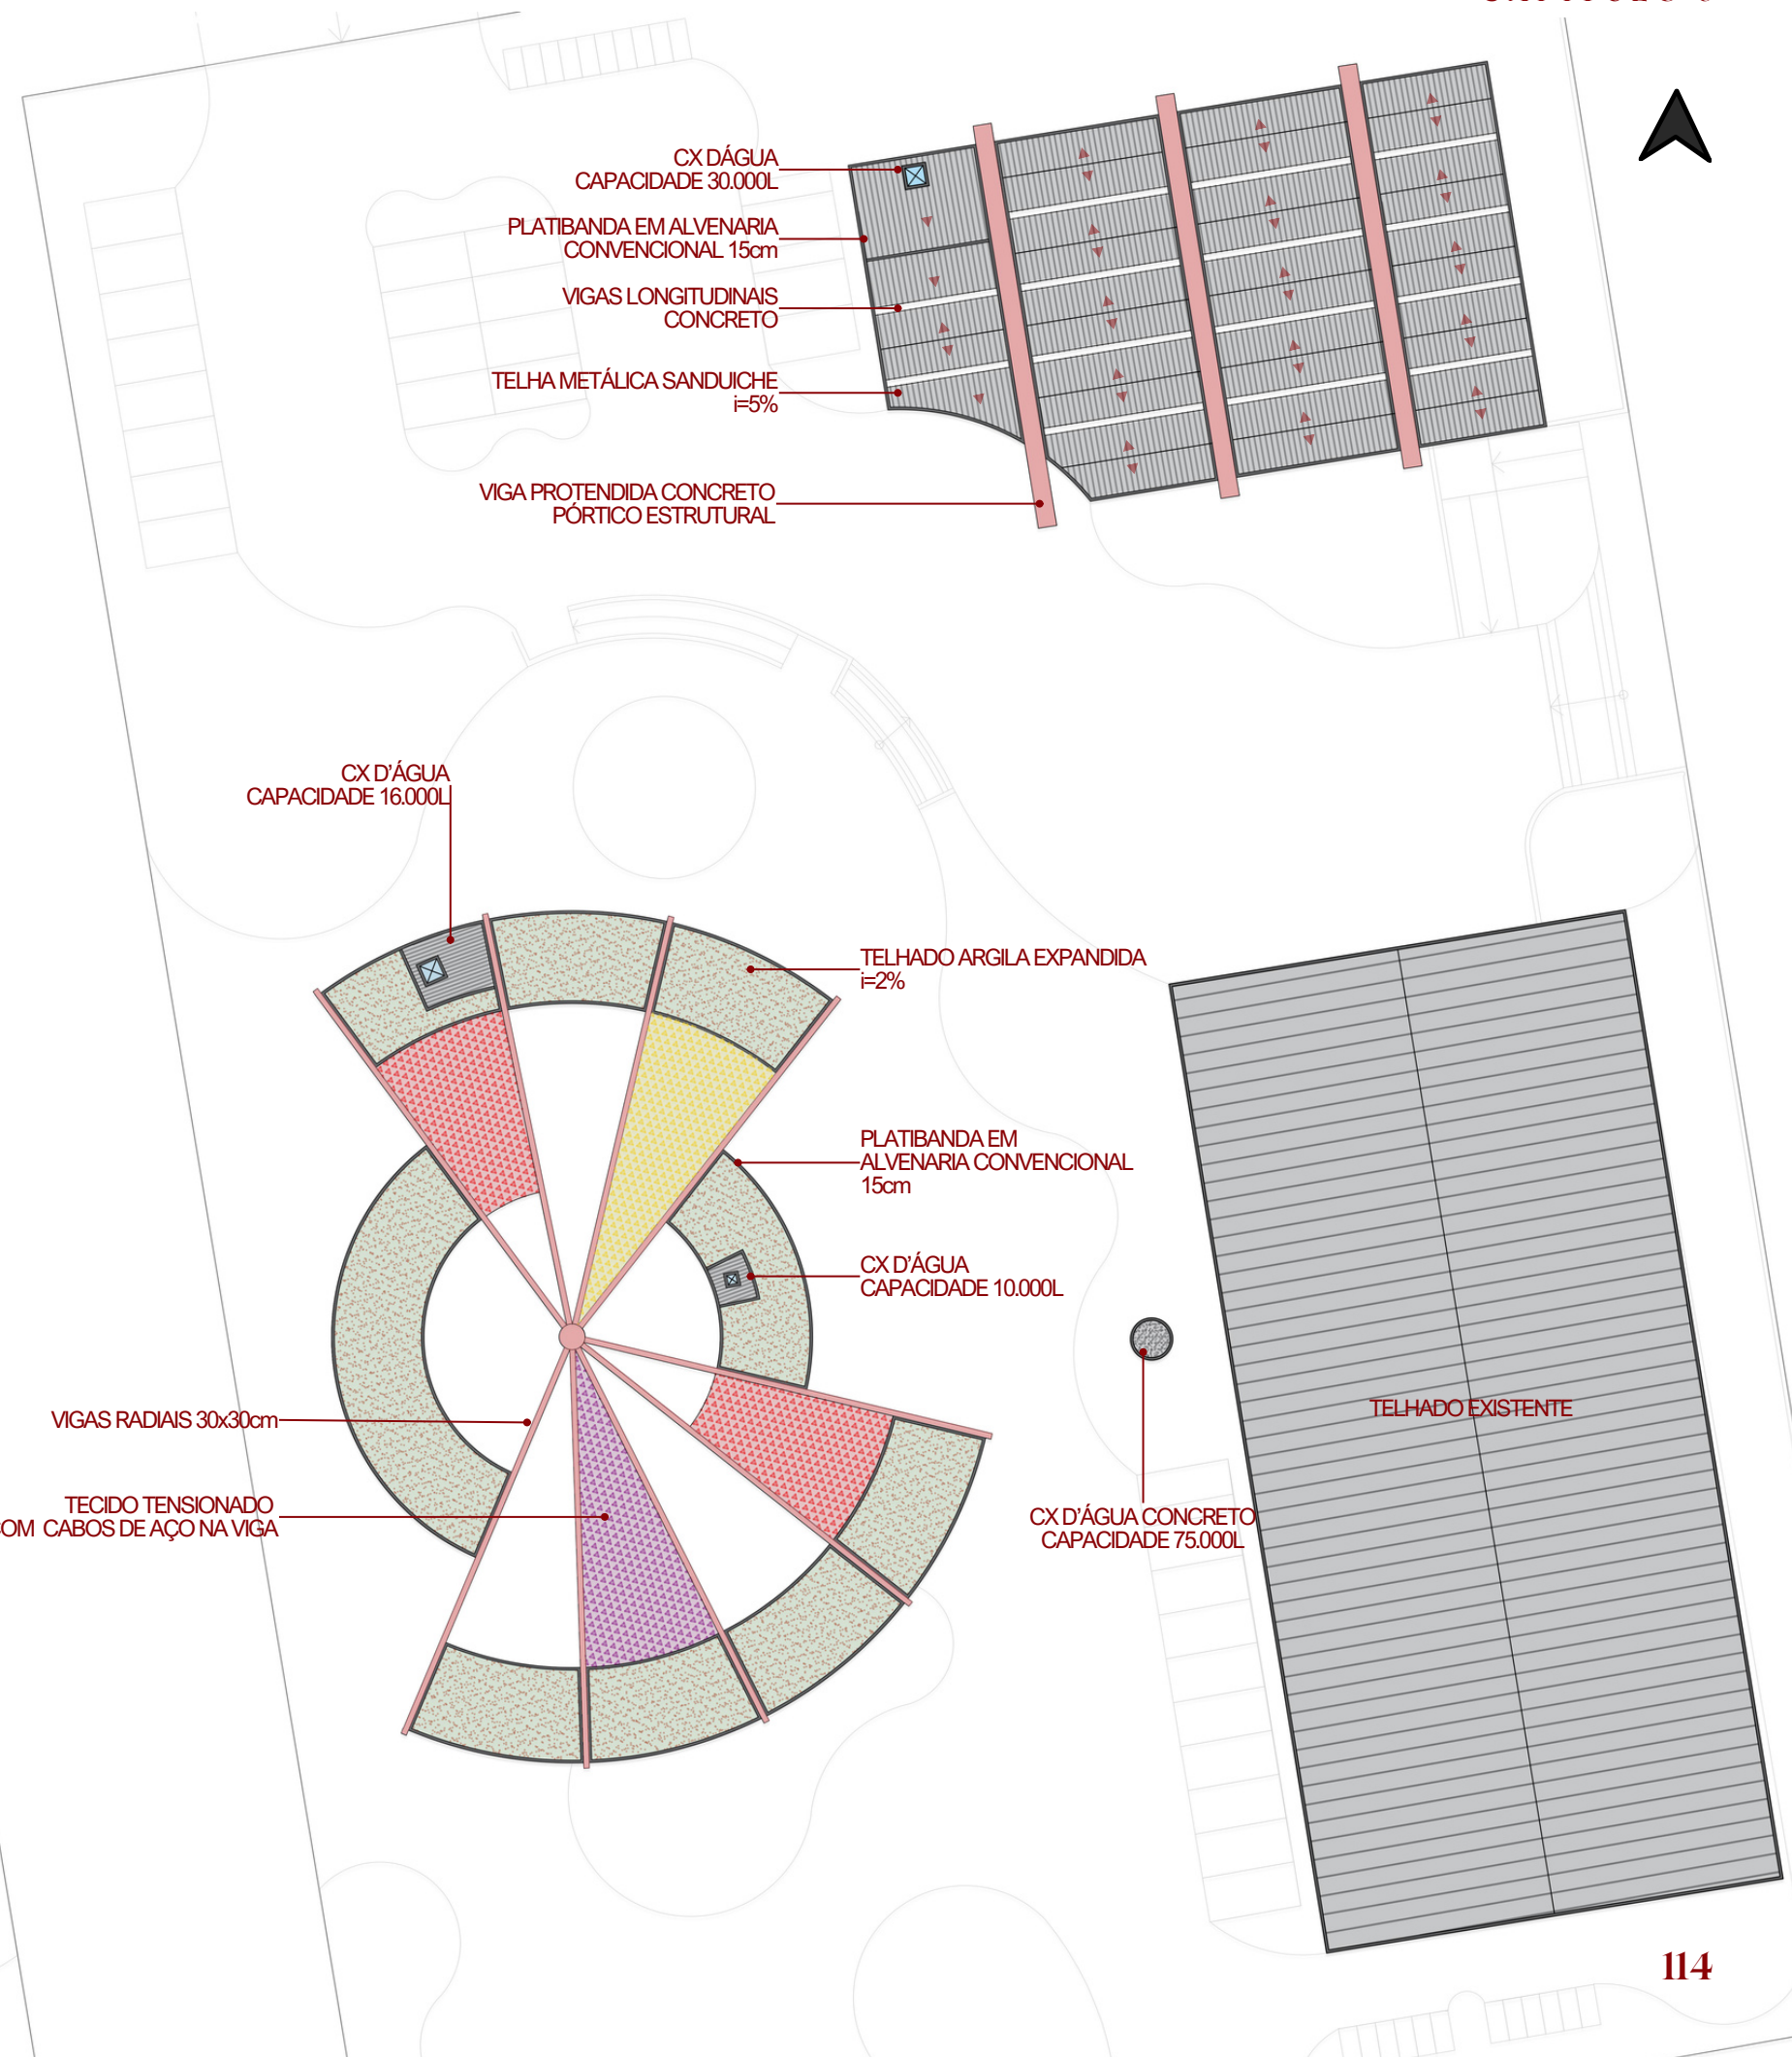 CX DÁGUA
CAPACIDADE 30.000L
PLATIBANDA EM ALVENARIA
CONVENCIONAL 15cm
VIGAS LONGITUDINAIS
CONCRETO
TELHA METÁLICA SANDUICHE
i=5%
VIGA PROTENDIDA CONCRETO
PÓRTICO ESTRUTURAL
CX D'ÁGUA
CAPACIDADE 16.000L
TELHADO ARGILA EXPANDIDA
i=2%
PLATIBANDA EM
ALVENARIA CONVENCIONAL
15cm
CX D'ÁGUA
CAPACIDADE 10.000L
VIGAS RADIAIS 30x30cm
TECIDO TENSIONADO
OM CABOS DE AÇO NA VIGA
CX D'ÁGUA CONCRETO
CAPACIDADE 75.000L
TELHADO EXISTENTE
114